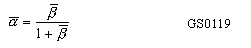 ᾱ = β̄ / (1 + β̄) GS0119